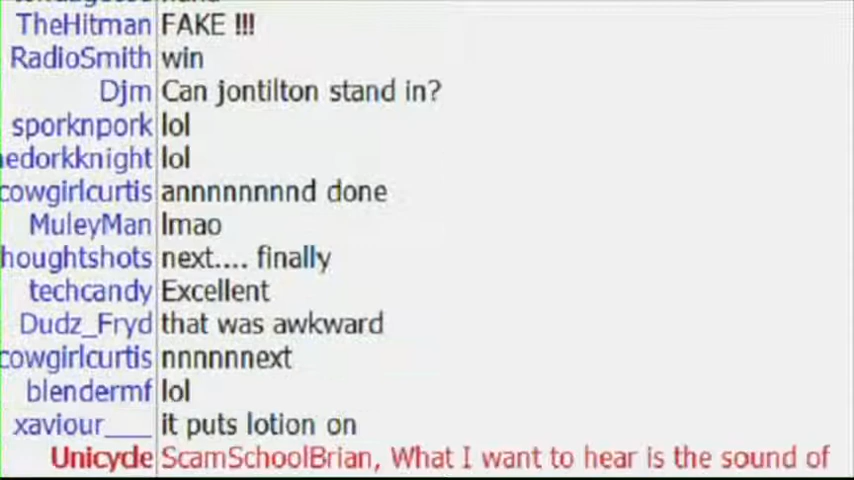 TheHitman FAKE !!!
RadioSmith win
Djm Can jontilton stand in?
sporknpork lol
edorkknight lol
cowgirlcurtis annnnnnnnd done
MuleyMan lmao
houghtshots next.... finally
techcandy Excellent
Dudz_Fryd that was awkward
cowgirlcurtis nnnnnnext
blendermf lol
xaviour___ it puts lotion on
Unicycle ScamSchoolBrian, What I want to hear is the sound of